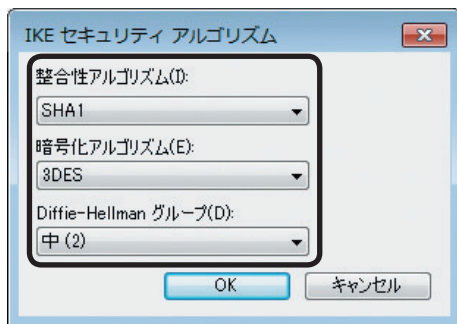 IKE セキュリティ アルゴリズム
整合性アルゴリズム(I):
SHA1
暗号化アルゴリズム(E):
3DES
Diffie-Hellman グループ(D):
中 (2)
OK キャンセル